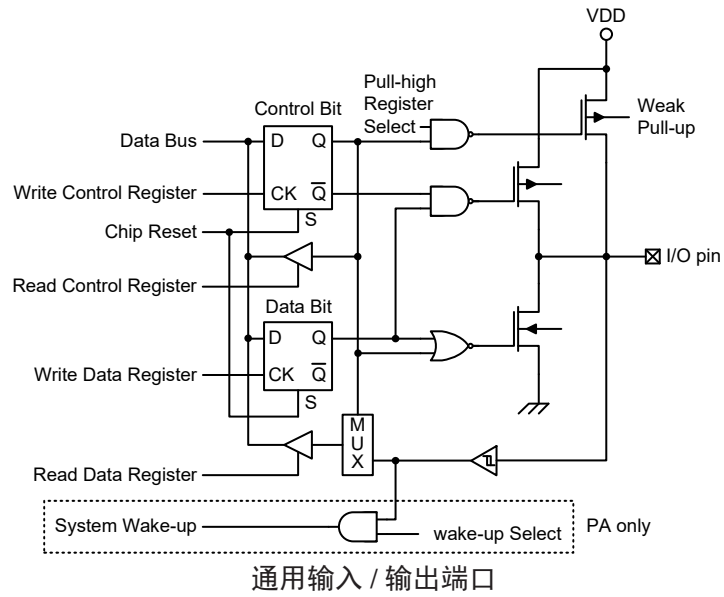 VDD
Pull-high
Register
Select
Weak
Pull-up
Control Bit
Data Bus
D Q
Write Control Register
CK Q̅
S
Chip Reset
I/O pin
Read Control Register
Data Bit
D Q
Write Data Register
CK Q̅
S
M
U
X
Read Data Register
System Wake-up
wake-up Select
PA only
通用输入 / 输出端口